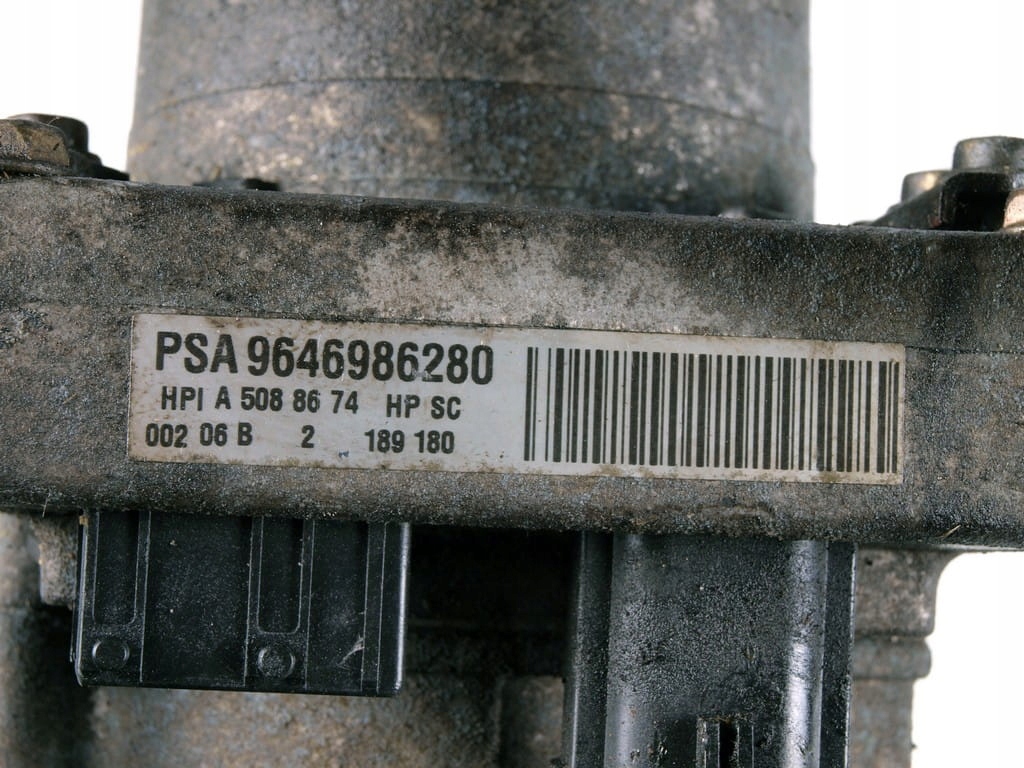 PSA 9646986280
HPI A 508 86 74 HP SC
002 06 B 2 189 180